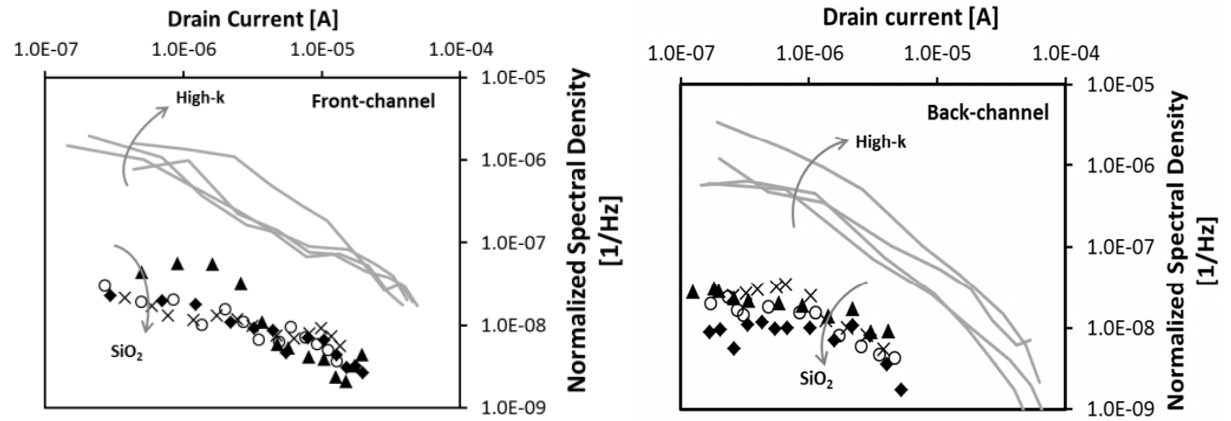 Drain Current [A]
1.0E-07 1.0E-06 1.0E-05 1.0E-04
1.0E-05
High-k
Front-channel
1.0E-06
1.0E-07
1.0E-08
SiO2
1.0E-09
Normalized Spectral Density
[1/Hz]
Drain current [A]
1.0E-07 1.0E-06 1.0E-05 1.0E-04
1.0E-05
Back-channel
High-k
1.0E-06
1.0E-07
1.0E-08
SiO2
1.0E-09
Normalized Spectral Density
[1/Hz]